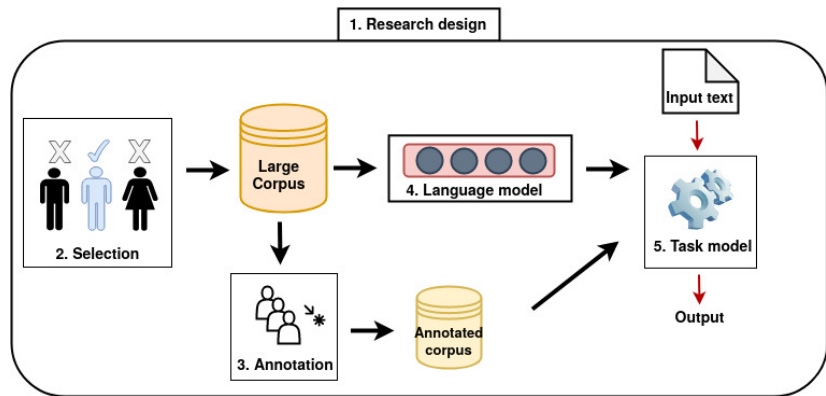 1. Research design
Input text
Large
Corpus
4. Language model
2. Selection
5. Task model
3. Annotation
Annotated
corpus
Output